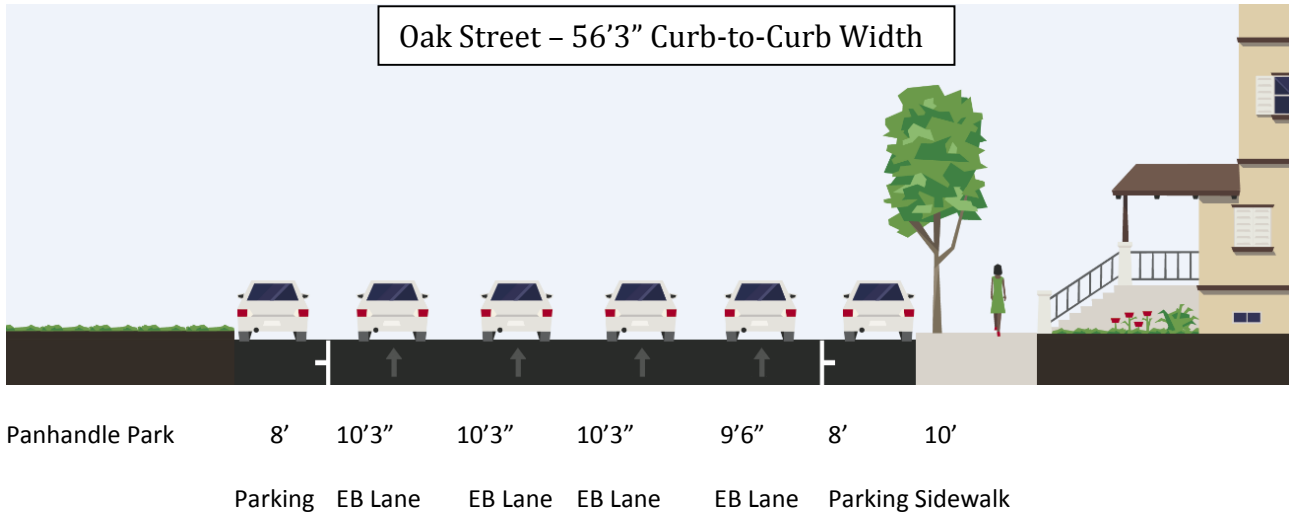 Oak Street – 56’3” Curb-to-Curb Width
Panhandle Park 8’ 10’3” 10’3” 10’3” 9’6” 8’ 10’
Parking EB Lane EB Lane EB Lane EB Lane Parking Sidewalk